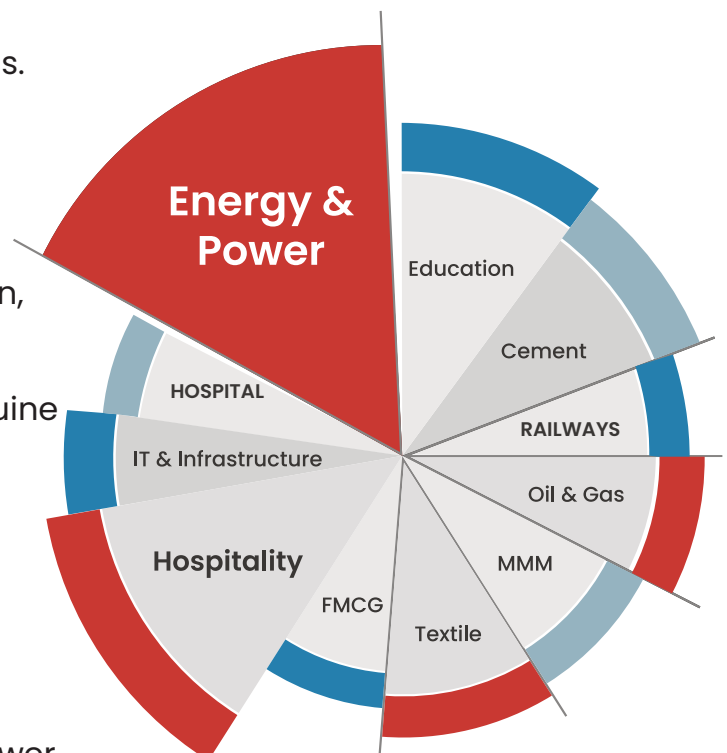 s.
n,
uine
Energy &
Power
Education
Cement
RAILWAYS
Oil & Gas
MMM
Textile
FMCG
Hospitality
IT & Infrastructure
HOSPITAL